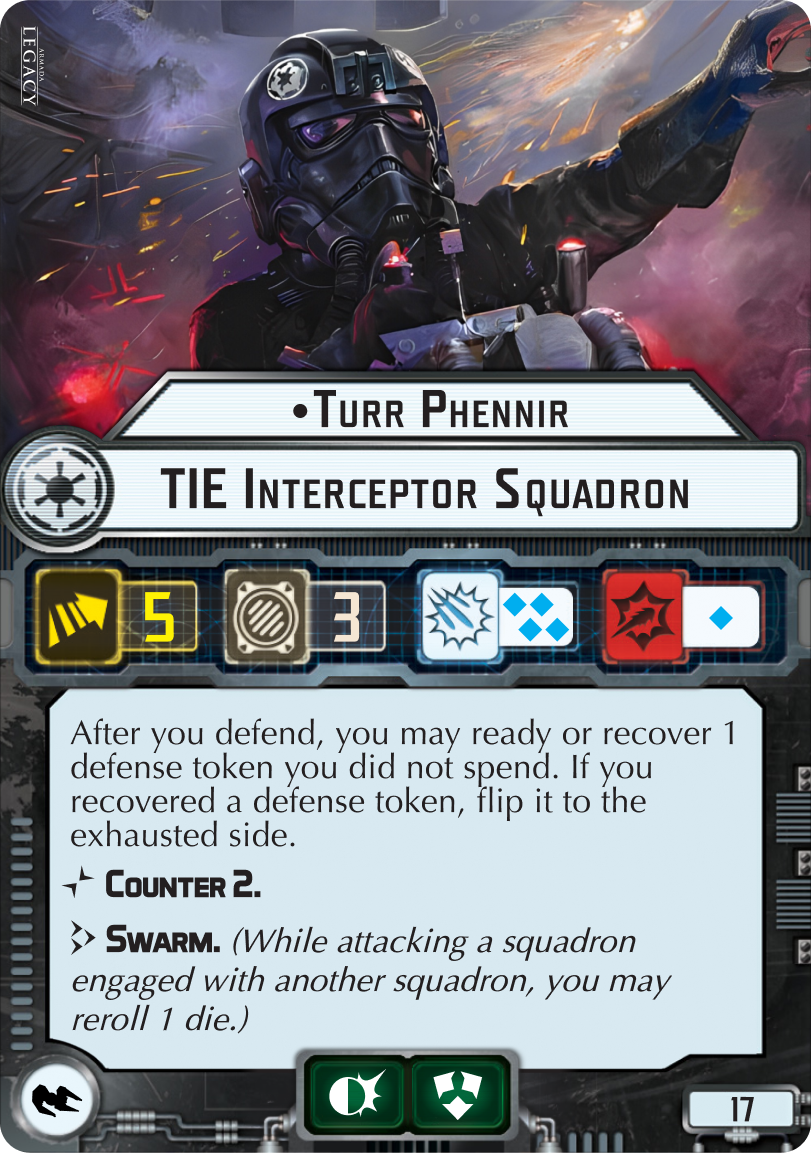 ARMADA
LEGACY
•Turr Phennir
TIE Interceptor Squadron
5
3
After you defend, you may ready or recover 1
defense token you did not spend. If you
recovered a defense token, flip it to the
exhausted side.
Counter 2.
Swarm. (While attacking a squadron
engaged with another squadron, you may
reroll 1 die.)
17